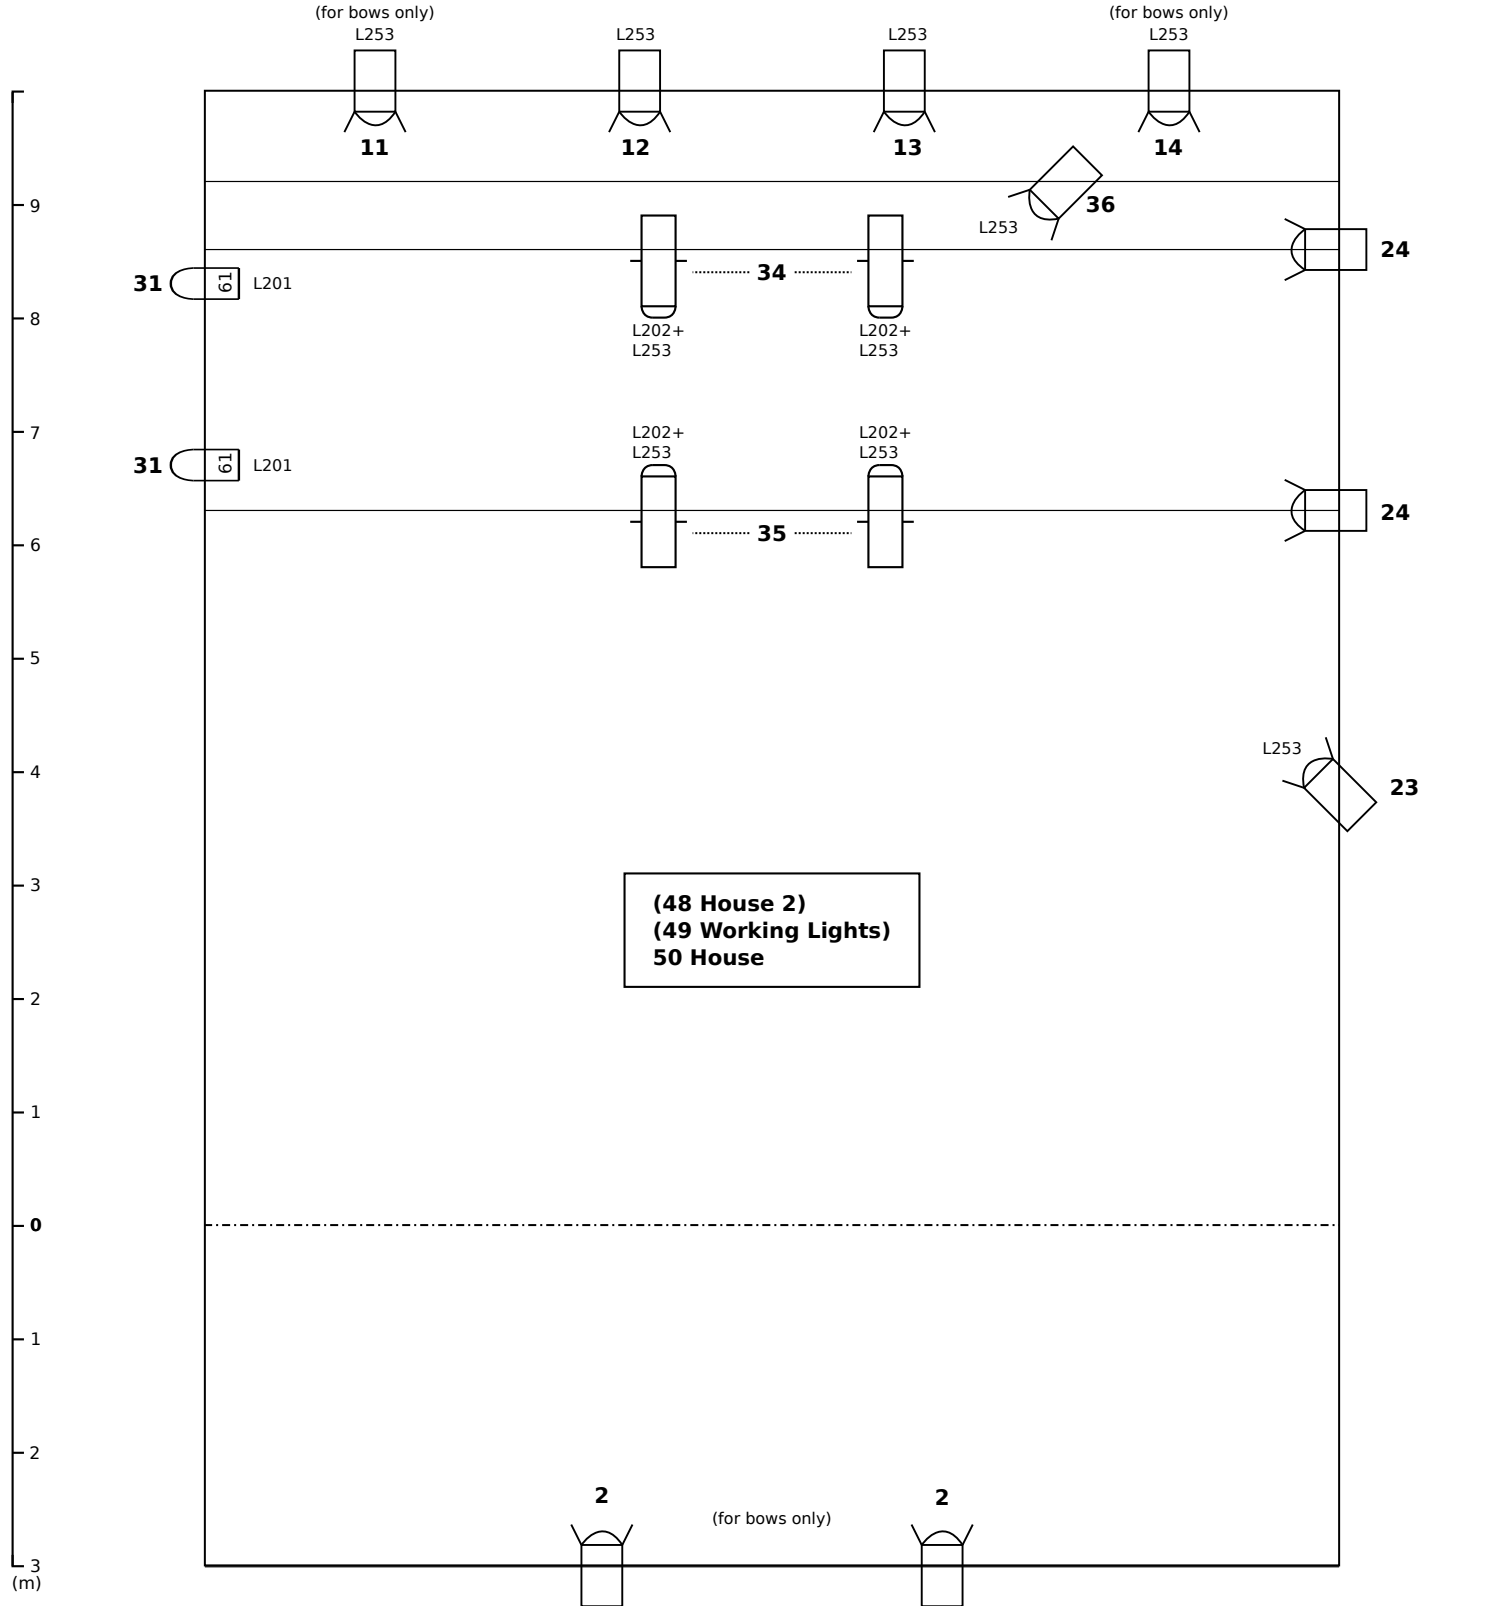 (for bows only)
(for bows only)
L253
L253
L253
L253
11
12
13
14
9
36
L253
24
31
61
L201
34
8
L202+
L253
L202+
L253
7
L202+
L253
L202+
L253
31
61
L201
24
35
6
5
L253
4
23
3
(48 House 2)
(49 Working Lights)
50 House
2
1
0
1
2
2
2
(for bows only)
3
(m)